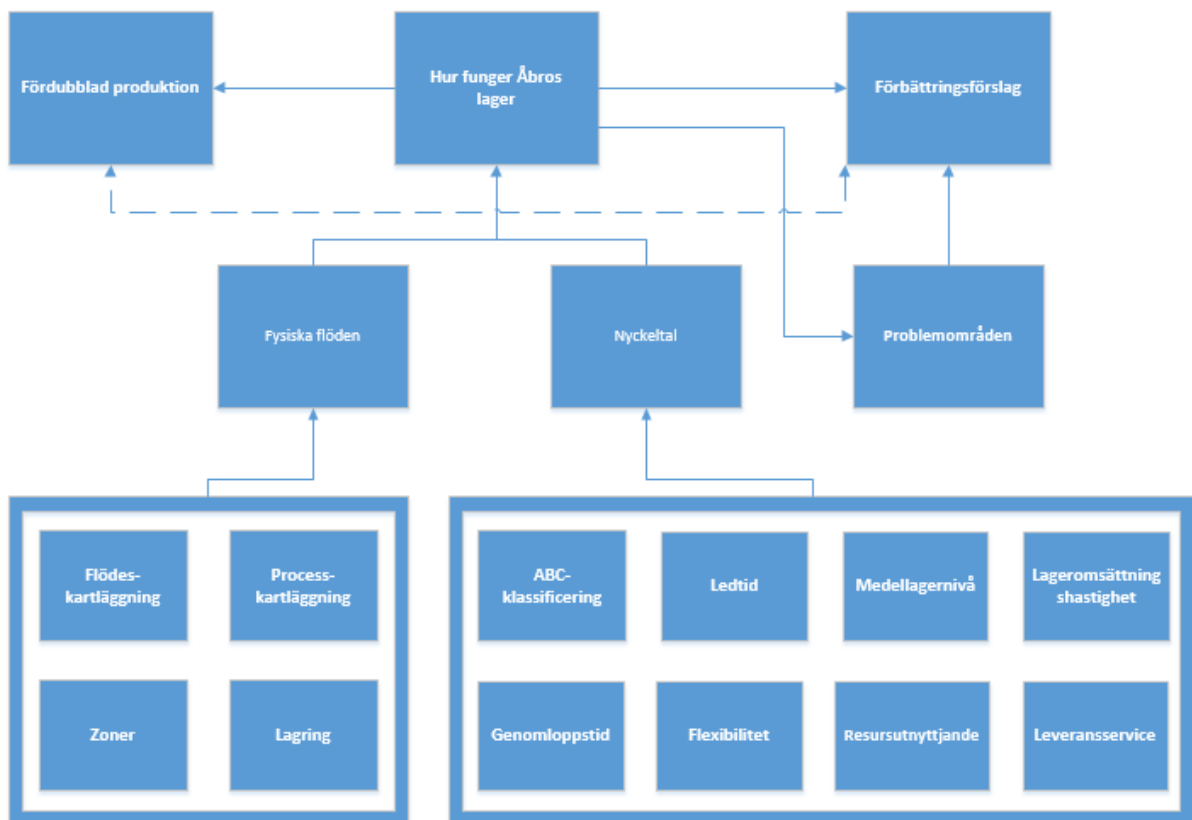 Fördubblad produktion
Hur funger Åbros
lager
Förbättringsförslag
Fysiska flöden
Nyckeltal
Problemområden
Flödes-
kartläggning
Process-
kartläggning
Zoner
Lagring
ABC-
klassificering
Ledtid
Medellagernivå
Lageromsättning
shastighet
Genomloppstid
Flexibilitet
Resursutnyttjande
Leveransservice